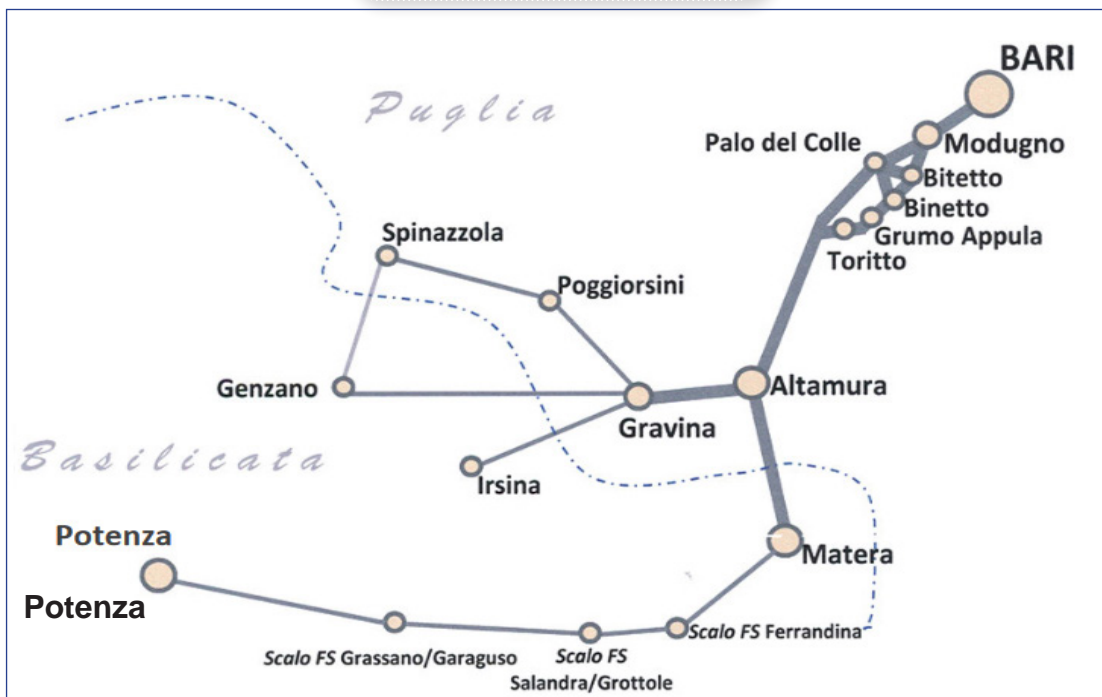 BARI
Puglia
Palo del Colle
Modugno
Bitetto
Binetto
Grumo Appula
Toritto
Spinazzola
Poggiorsini
Genzano
Altamura
Gravina
Basilicata
Irsina
Potenza
Matera
Potenza
Scalo FS Ferrandina
Scalo FS Grassano/Garaguso
Scalo FS
Salandra/Grottole